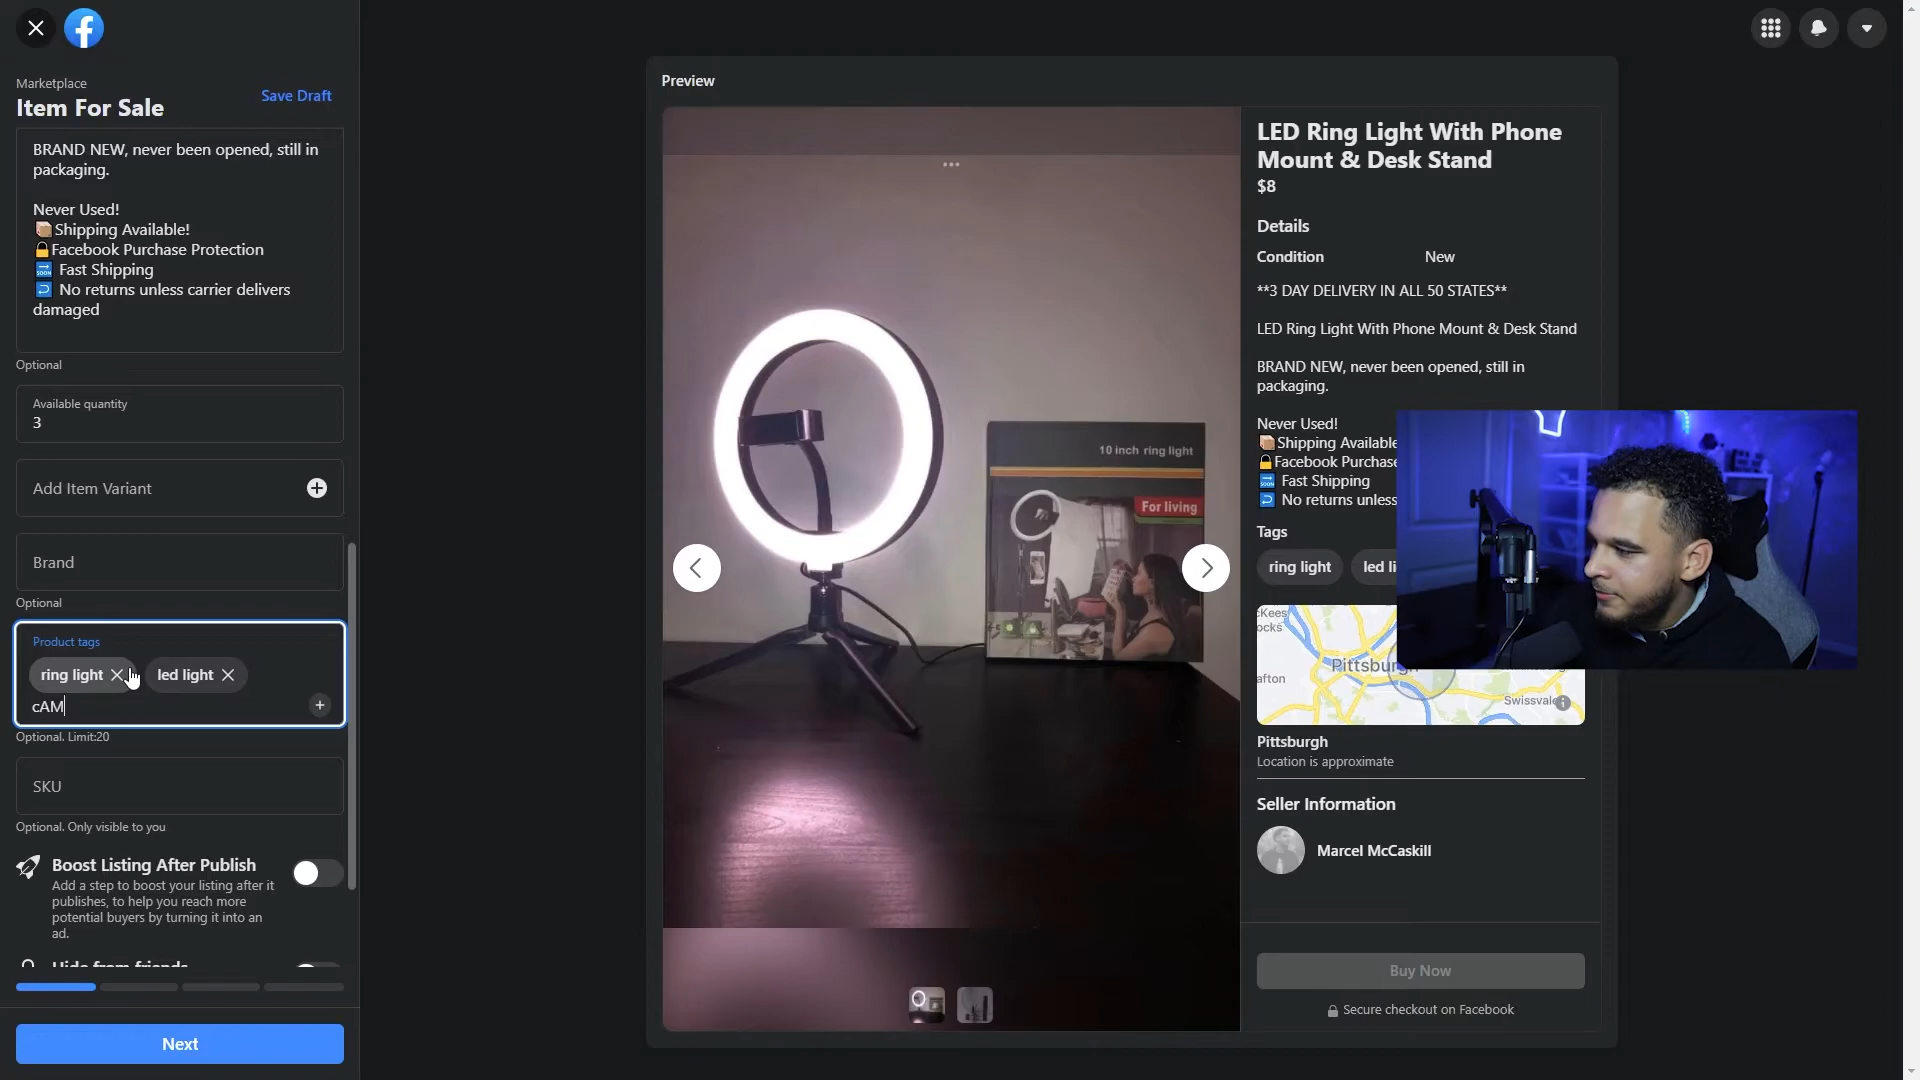 Marketplace
Item For Sale
Save Draft
BRAND NEW, never been opened, still in
packaging.
Never Used!
📦Shipping Available!
🔒Facebook Purchase Protection
🔜 Fast Shipping
↩️ No returns unless carrier delivers
damaged
Optional
Available quantity
3
Add Item Variant
Brand
Optional
Product tags
ring light
led light
cAM
Optional. Limit:20
SKU
Optional. Only visible to you
Boost Listing After Publish
Add a step to boost your listing after it
publishes, to help you reach more
potential buyers by turning it into an
ad.
Hide from friends
Next
Preview
10 inch ring light
For living
LED Ring Light With Phone
Mount & Desk Stand
$8
Details
Condition New
**3 DAY DELIVERY IN ALL 50 STATES**
LED Ring Light With Phone Mount & Desk Stand
BRAND NEW, never been opened, still in
packaging.
Never Used!
📦Shipping Available
🔒Facebook Purchase
🔜 Fast Shipping
↩️ No returns unless
Tags
ring light
led li
Kees
ocks
Pittsburgh
afton
Swissvale
Pittsburgh
Location is approximate
Seller Information
Marcel McCaskill
Buy Now
Secure checkout on Facebook